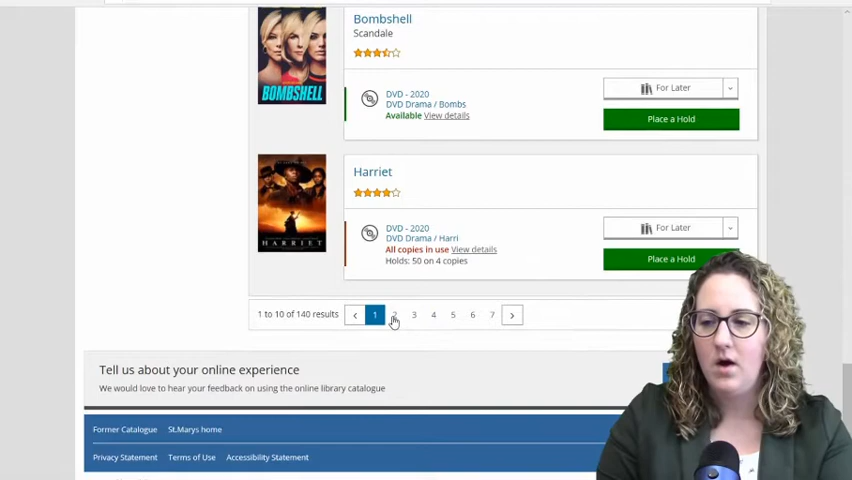 Bombshell
Scandale
BOMBSHELL
DVD - 2020
DVD Drama / Bombs
Available View details
For Later
Place a Hold
Harriet
HARRIET
DVD - 2020
DVD Drama / Harri
All copies in use View details
Holds: 50 on 4 copies
For Later
Place a Hold
1 to 10 of 140 results 1 2 3 4 5 6 7
Tell us about your online experience
We would love to hear your feedback on using the online library catalogue
Former Catalogue St.Marys home
Privacy Statement Terms of Use Accessibility Statement